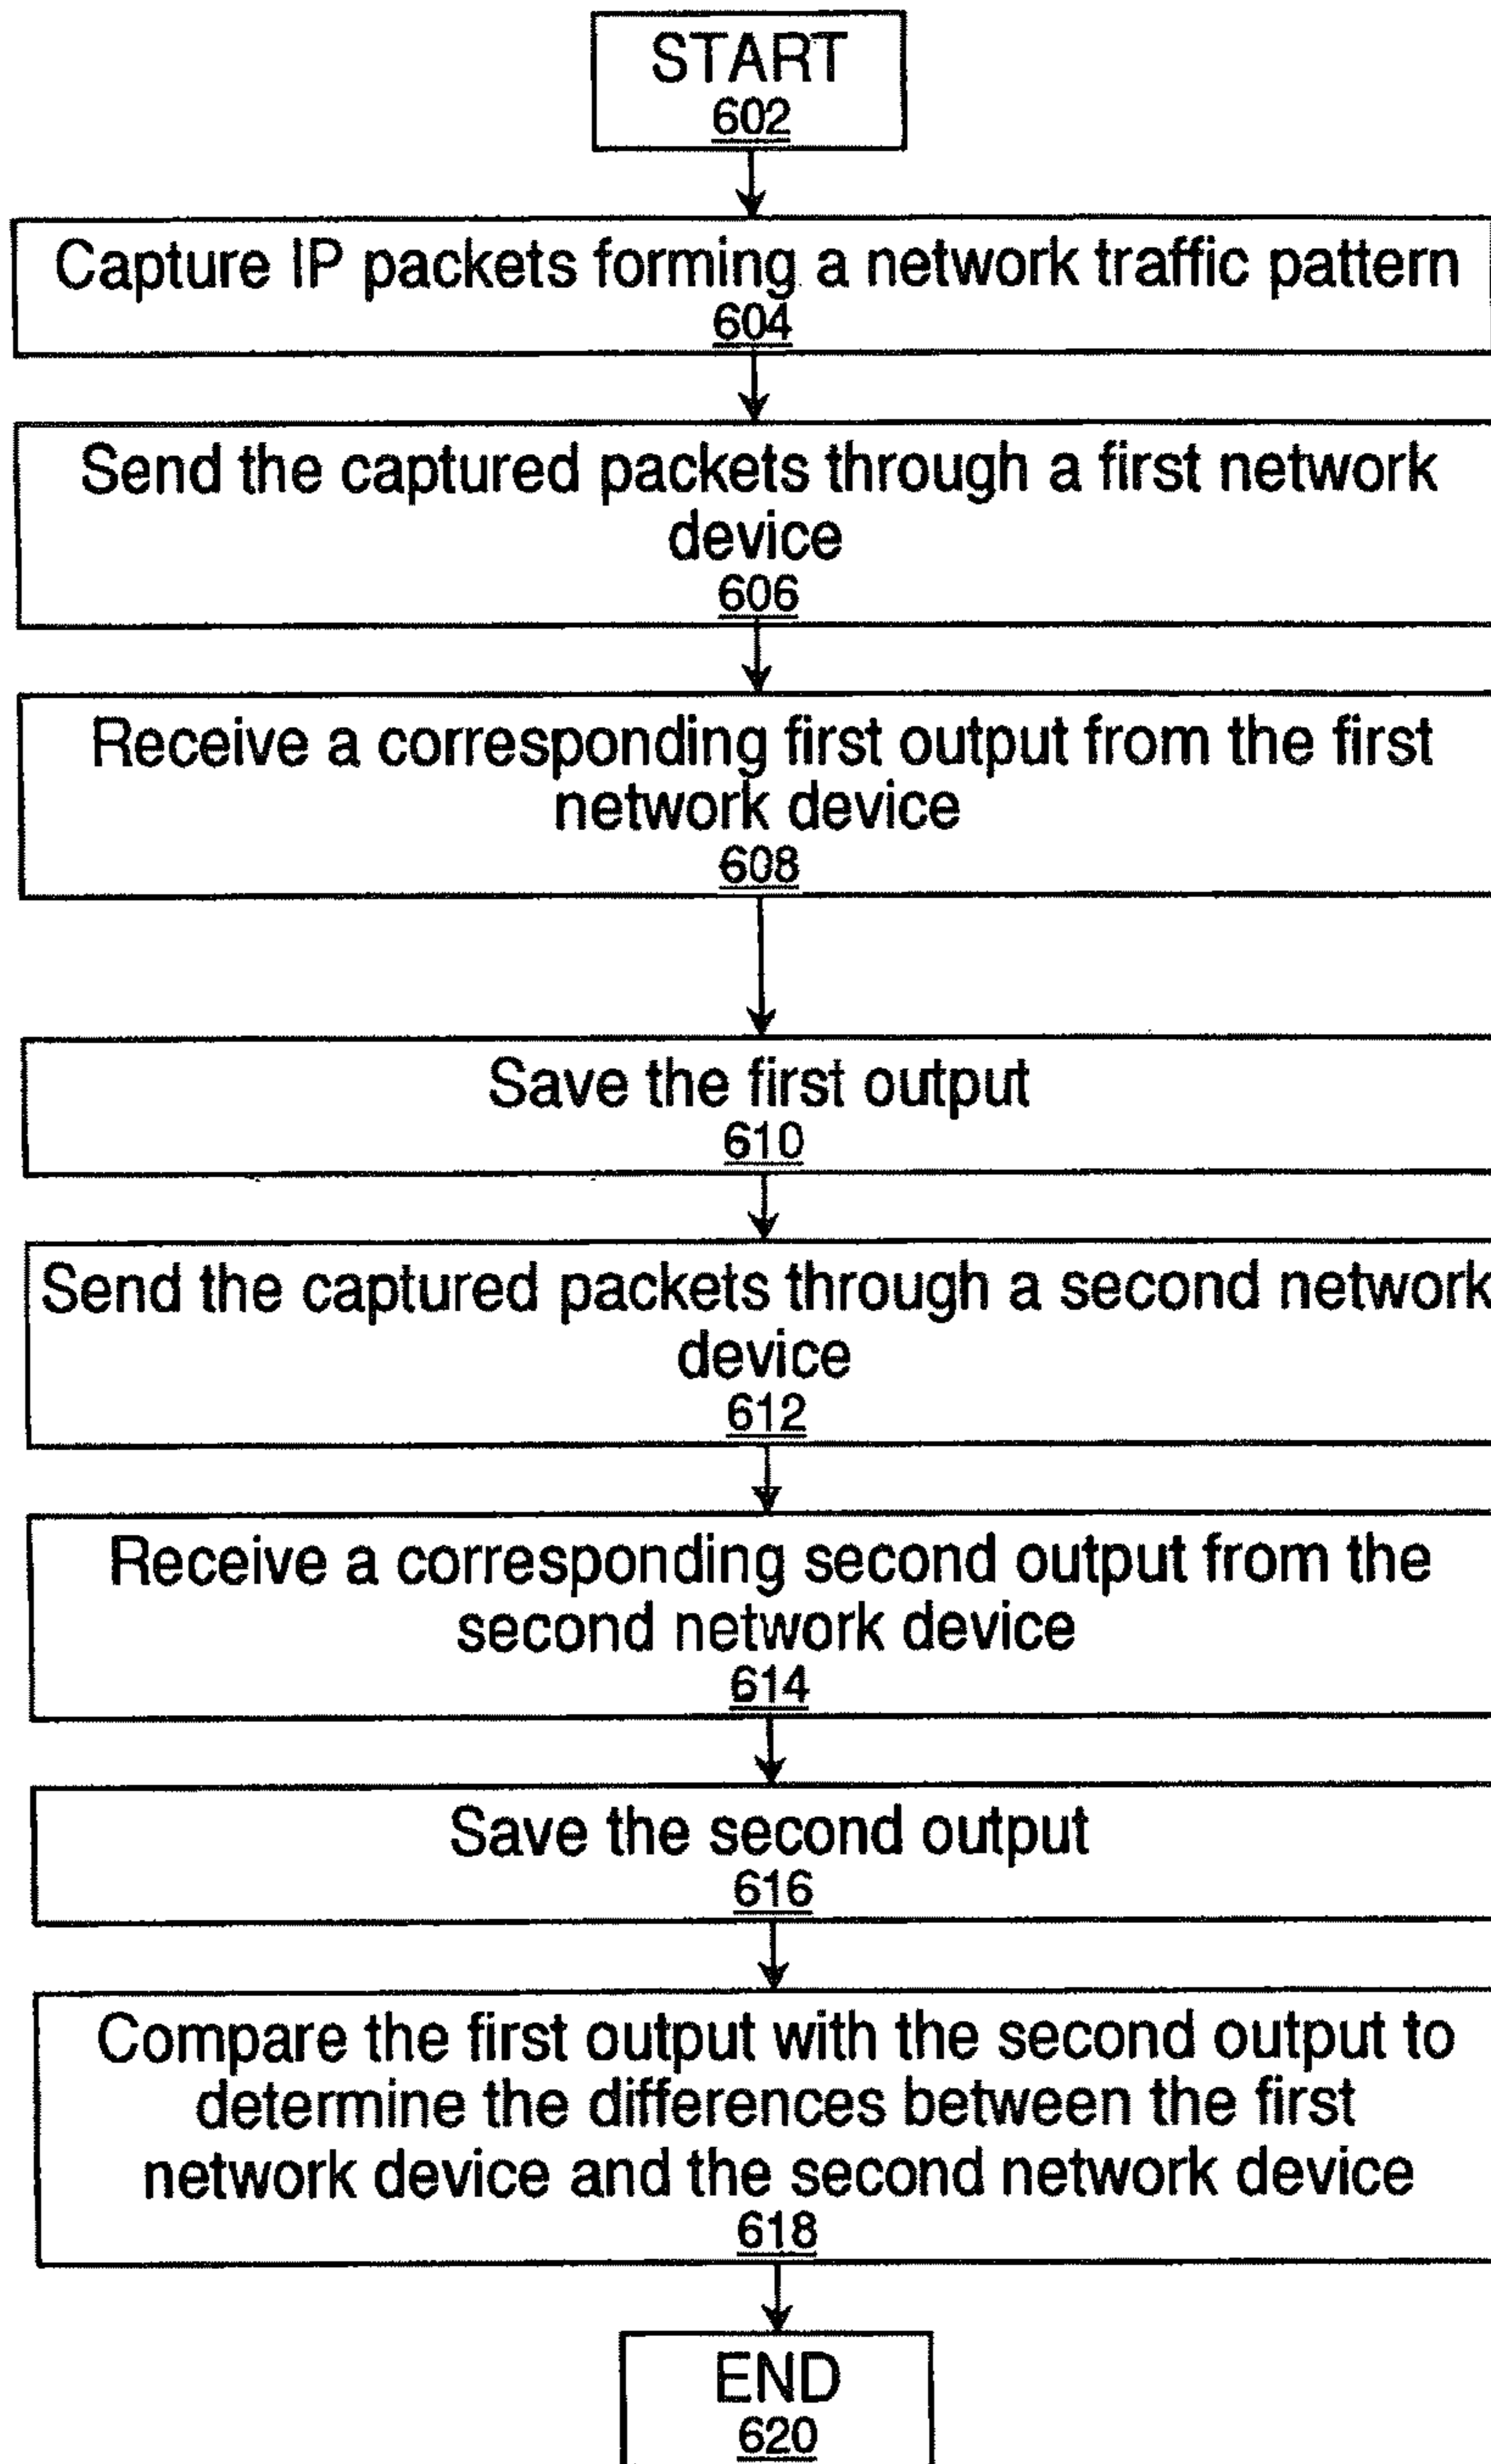 START
602
Capture IP packets forming a network traffic pattern
604
Send the captured packets through a first network
device
606
Receive a corresponding first output from the first
network device
608
Save the first output
610
Send the captured packets through a second network
device
612
Receive a corresponding second output from the
second network device
614
Save the second output
616
Compare the first output with the second output to
determine the differences between the first
network device and the second network device
618
END
620